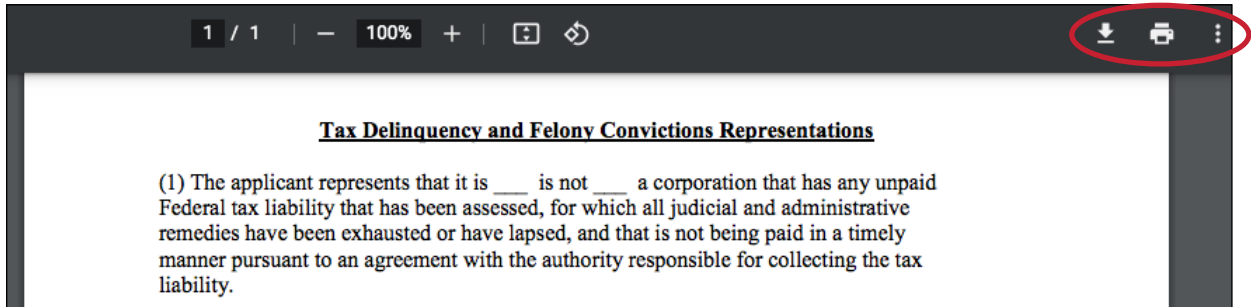 1 / 1 | − 100% + |
Tax Delinquency and Felony Convictions Representations
(1) The applicant represents that it is ___ is not ___ a corporation that has any unpaid
Federal tax liability that has been assessed, for which all judicial and administrative
remedies have been exhausted or have lapsed, and that is not being paid in a timely
manner pursuant to an agreement with the authority responsible for collecting the tax
liability.